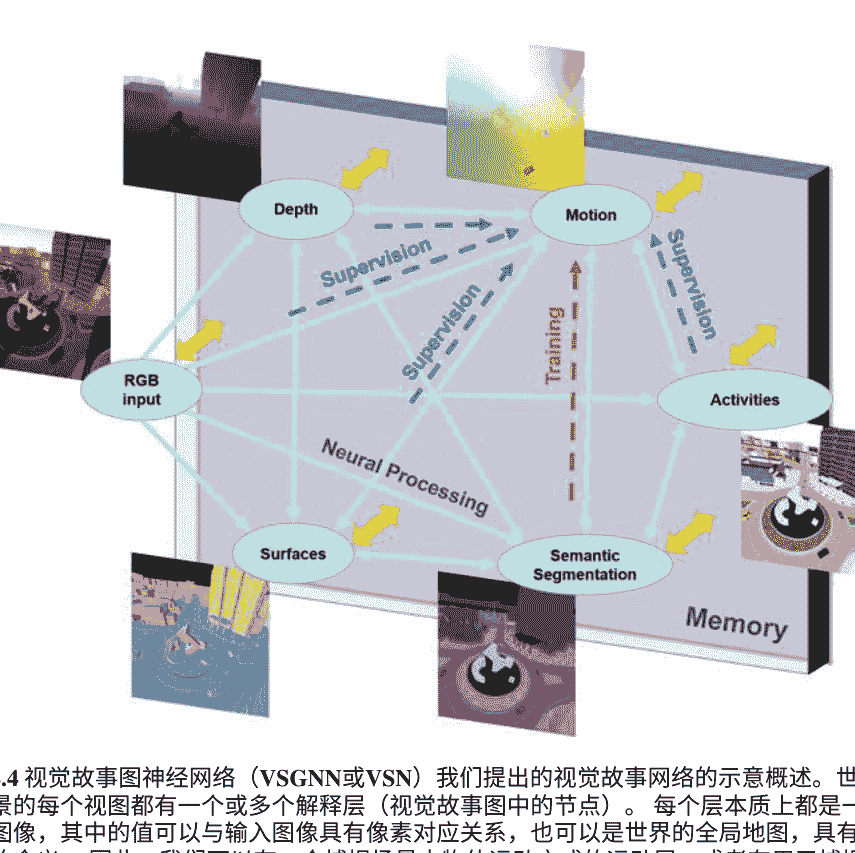 Depth
Motion
Supervision
Supervision
Supervision
Training
RGB
input
Activities
Neural Processing
Surfaces
Semantic
Segmentation
Memory
.4 视觉故事图神经网络（VSGNN或VSN）我们提出的视觉故事网络的示意概述。世
景的每个视图都有一个或多个解释层（视觉故事图中的节点）。 每个层本质上都是一
图像，其中的值可以与输入图像具有像素对应关系，也可以是世界的全局地图，具有